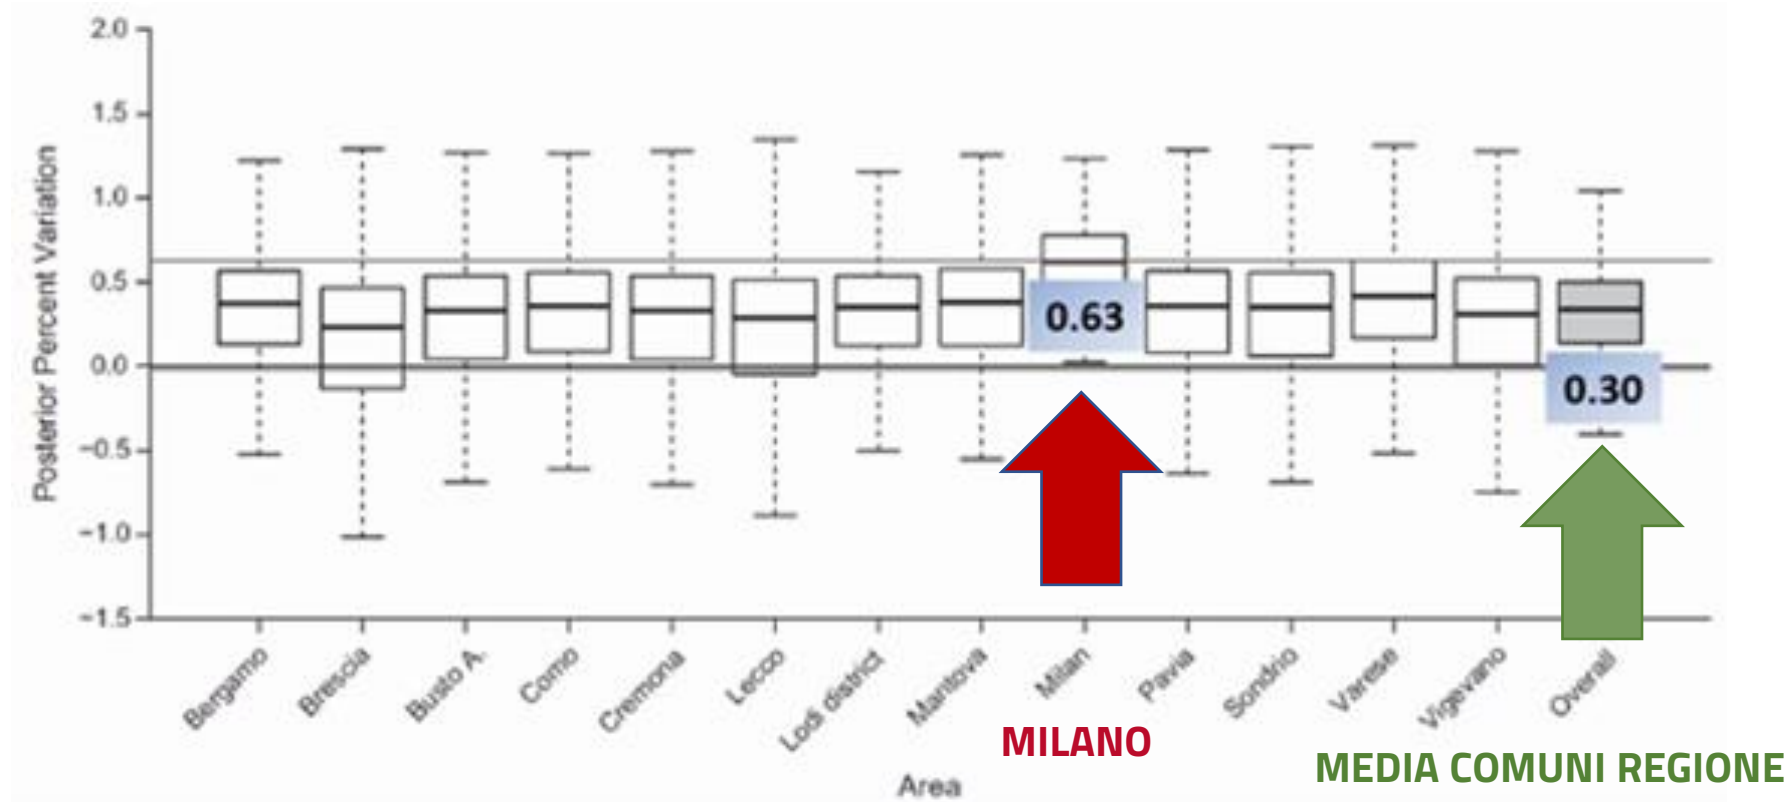 2.0
1.5
1.0
0.5
0.0
−0.5
−1.0
−1.5
Posterior Percent Variation
0.63
0.30
Bergamo
Brescia
Busto A.
Como
Cremona
Lecco
Lodi district
Mantova
Milan
Pavia
Sondrio
Varese
Vigevano
Overall
MILANO
MEDIA COMUNI REGIONE
Area